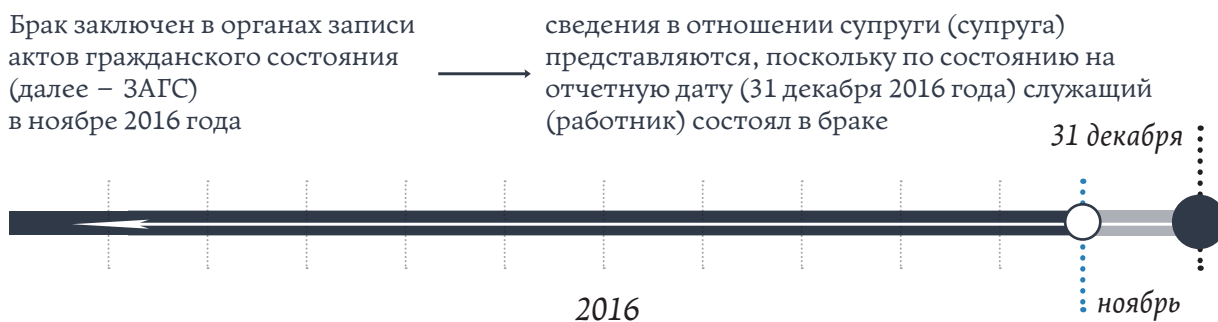 Брак заключен в органах записи
актов гражданского состояния
(далее – ЗАГС)
в ноябре 2016 года
сведения в отношении супруги (супруга)
представляются, поскольку по состоянию на
отчетную дату (31 декабря 2016 года) служащий
(работник) состоял в браке
31 декабря
2016
ноябрь